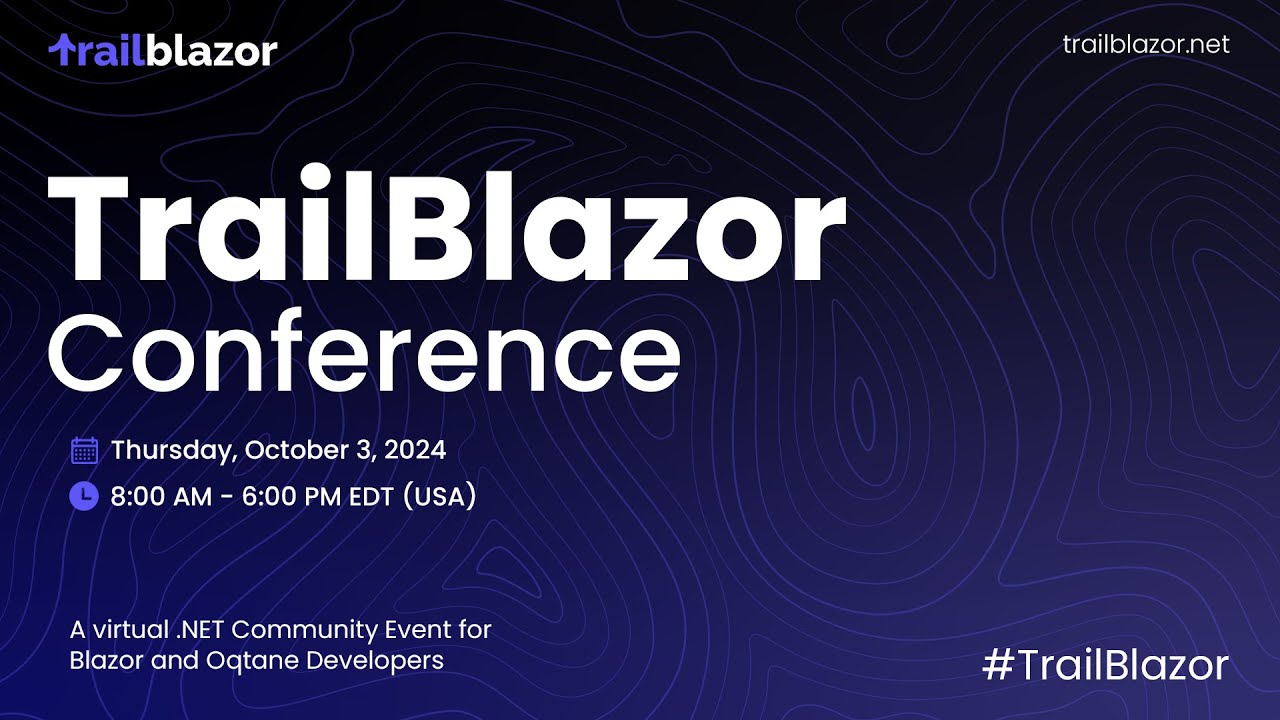 trailblazor
trailblazor.net
TrailBlazor
Conference
Thursday, October 3, 2024
8:00 AM - 6:00 PM EDT (USA)
A virtual .NET Community Event for
Blazor and Oqtane Developers
#TrailBlazor